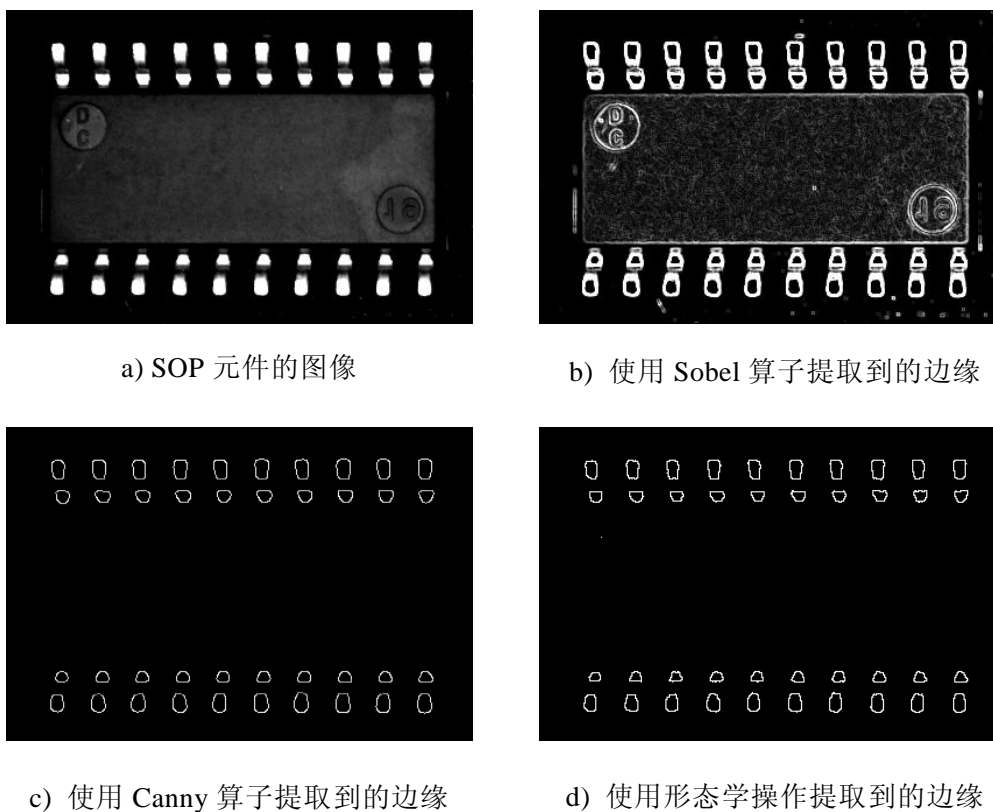 D
C
91
D
C
91
a) SOP 元件的图像
b) 使用 Sobel 算子提取到的边缘
c) 使用 Canny 算子提取到的边缘
d) 使用形态学操作提取到的边缘